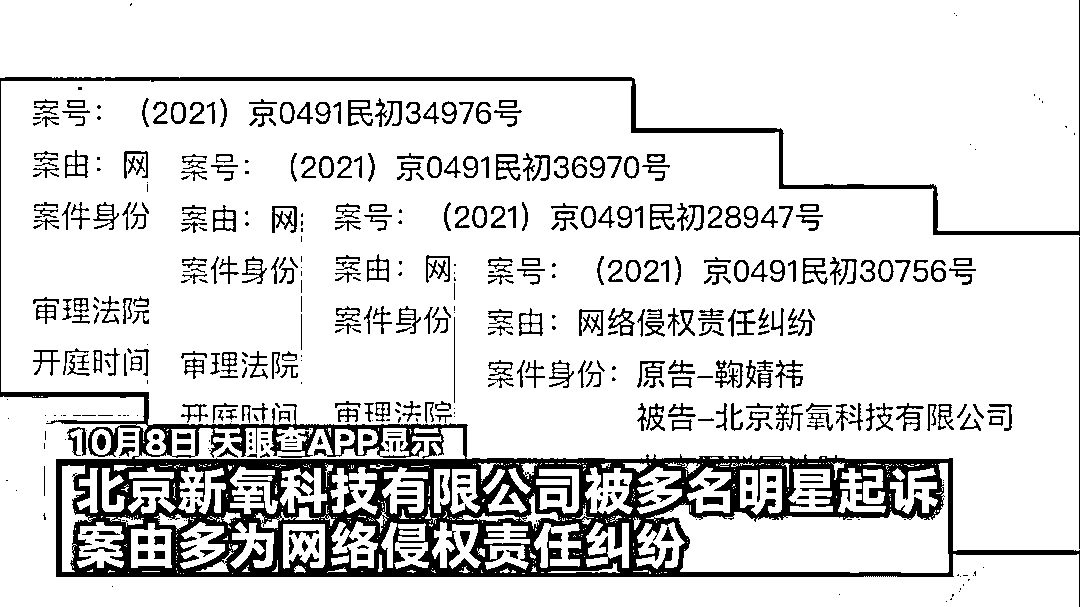 案号：（2021）京0491民初34976号
案由：网
案件身份
审理法院
开庭时间
案号：（2021）京0491民初36970号
案由：网
案件身份
审理法院
开庭时间
案号：（2021）京0491民初28947号
案由：网
案件身份
审理法院
案号：（2021）京0491民初30756号
案由：网络侵权责任纠纷
案件身份：原告-鞠婧祎
被告-北京新氧科技有限公司
10月8日 天眼查APP显示
北京新氧科技有限公司被多名明星起诉
案由多为网络侵权责任纠纷